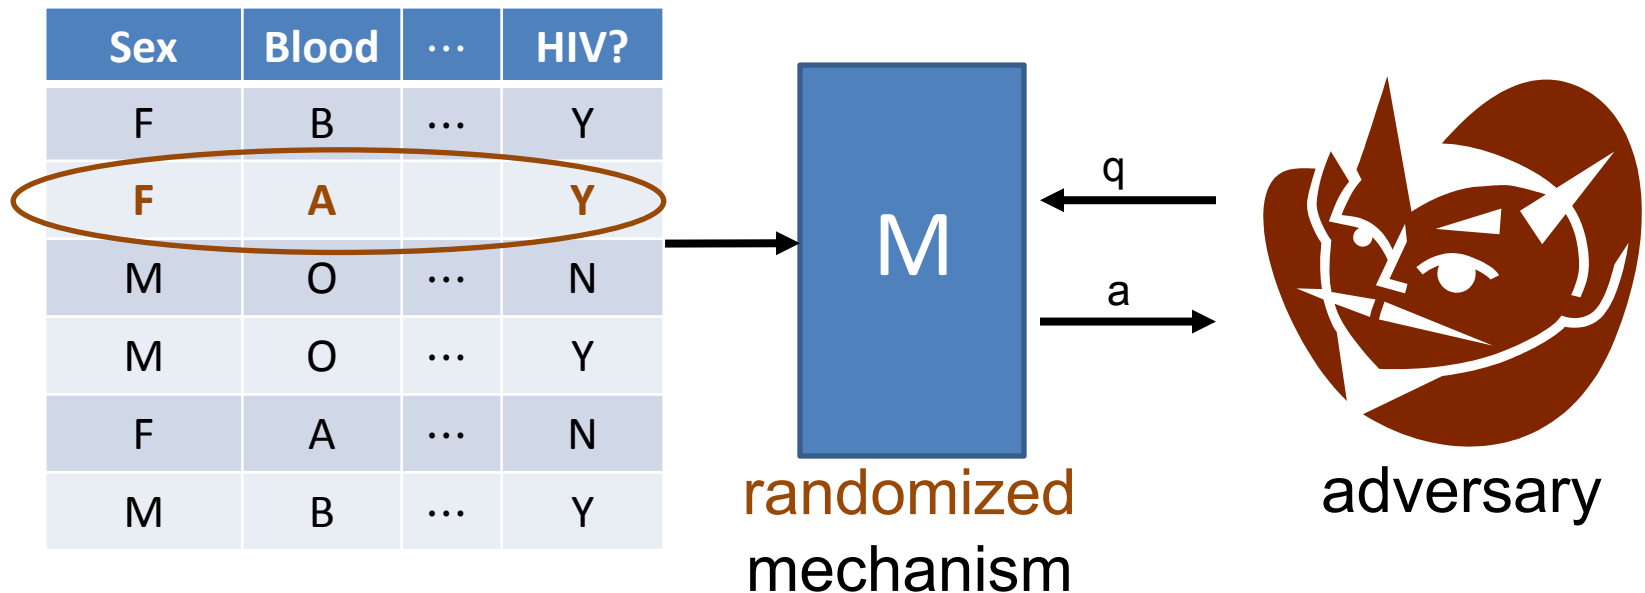 Sex Blood ... HIV?
F B ... Y
F A Y
M O ... N
M O ... Y
F A ... N
M B ... Y
M
q
a
randomized
mechanism
adversary